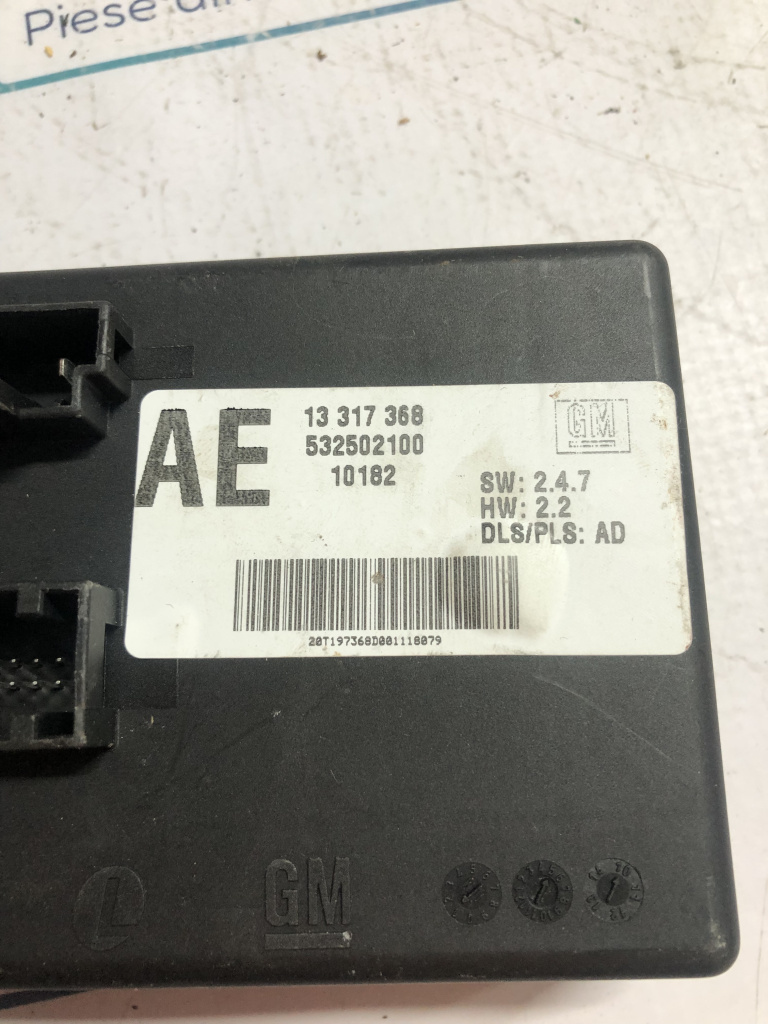 Piese
AE
13 317 368
532502100
10182
GM
SW: 2.4.7
HW: 2.2
DLS/PLS: AD
20T197368D001118079
GM